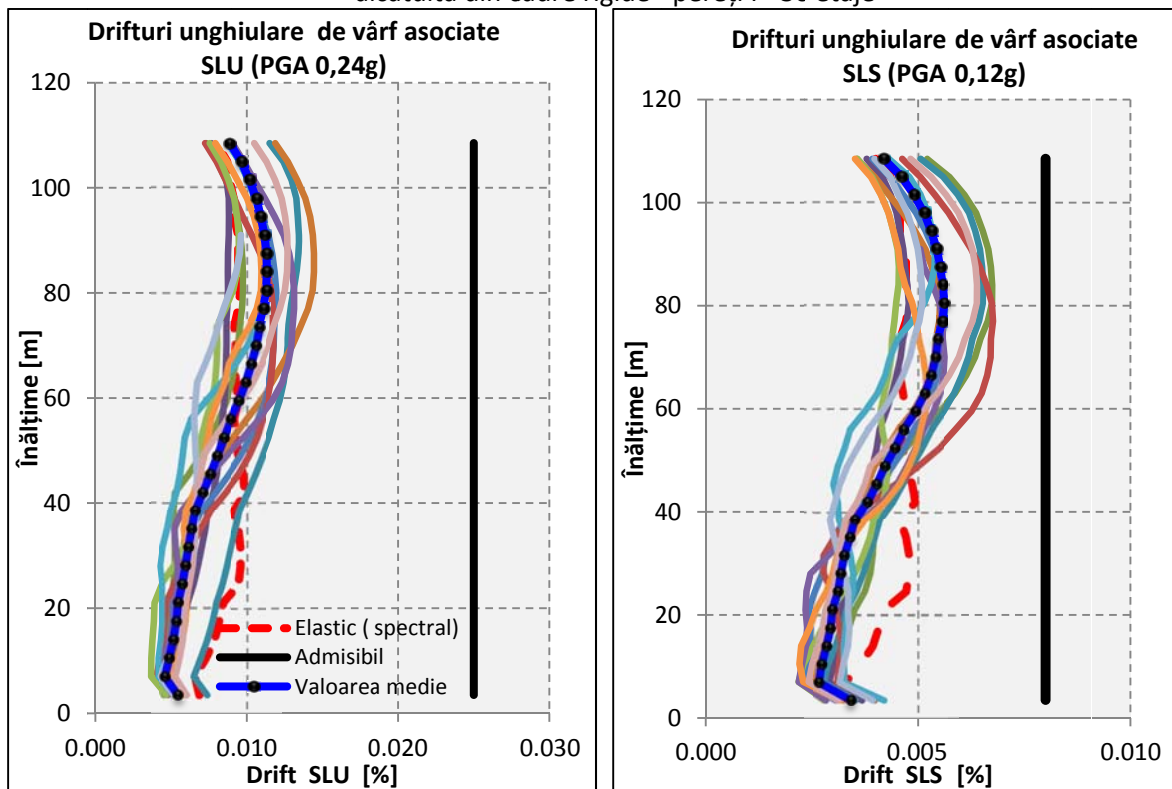 Drifturi unghiulare de vârf asociate
SLU (PGA 0,24g)
120
100
80
60
40
20
0
Înălțime [m]
Elastic ( spectral)
Admisibil
Valoarea medie
0.000
0.010
0.020
0.030
Drift SLU [%]
Drifturi unghiulare de vârf asociate
SLS (PGA 0,12g)
120
100
80
60
40
20
0
Înălțime [m]
0.000
0.005
0.010
Drift SLS [%]